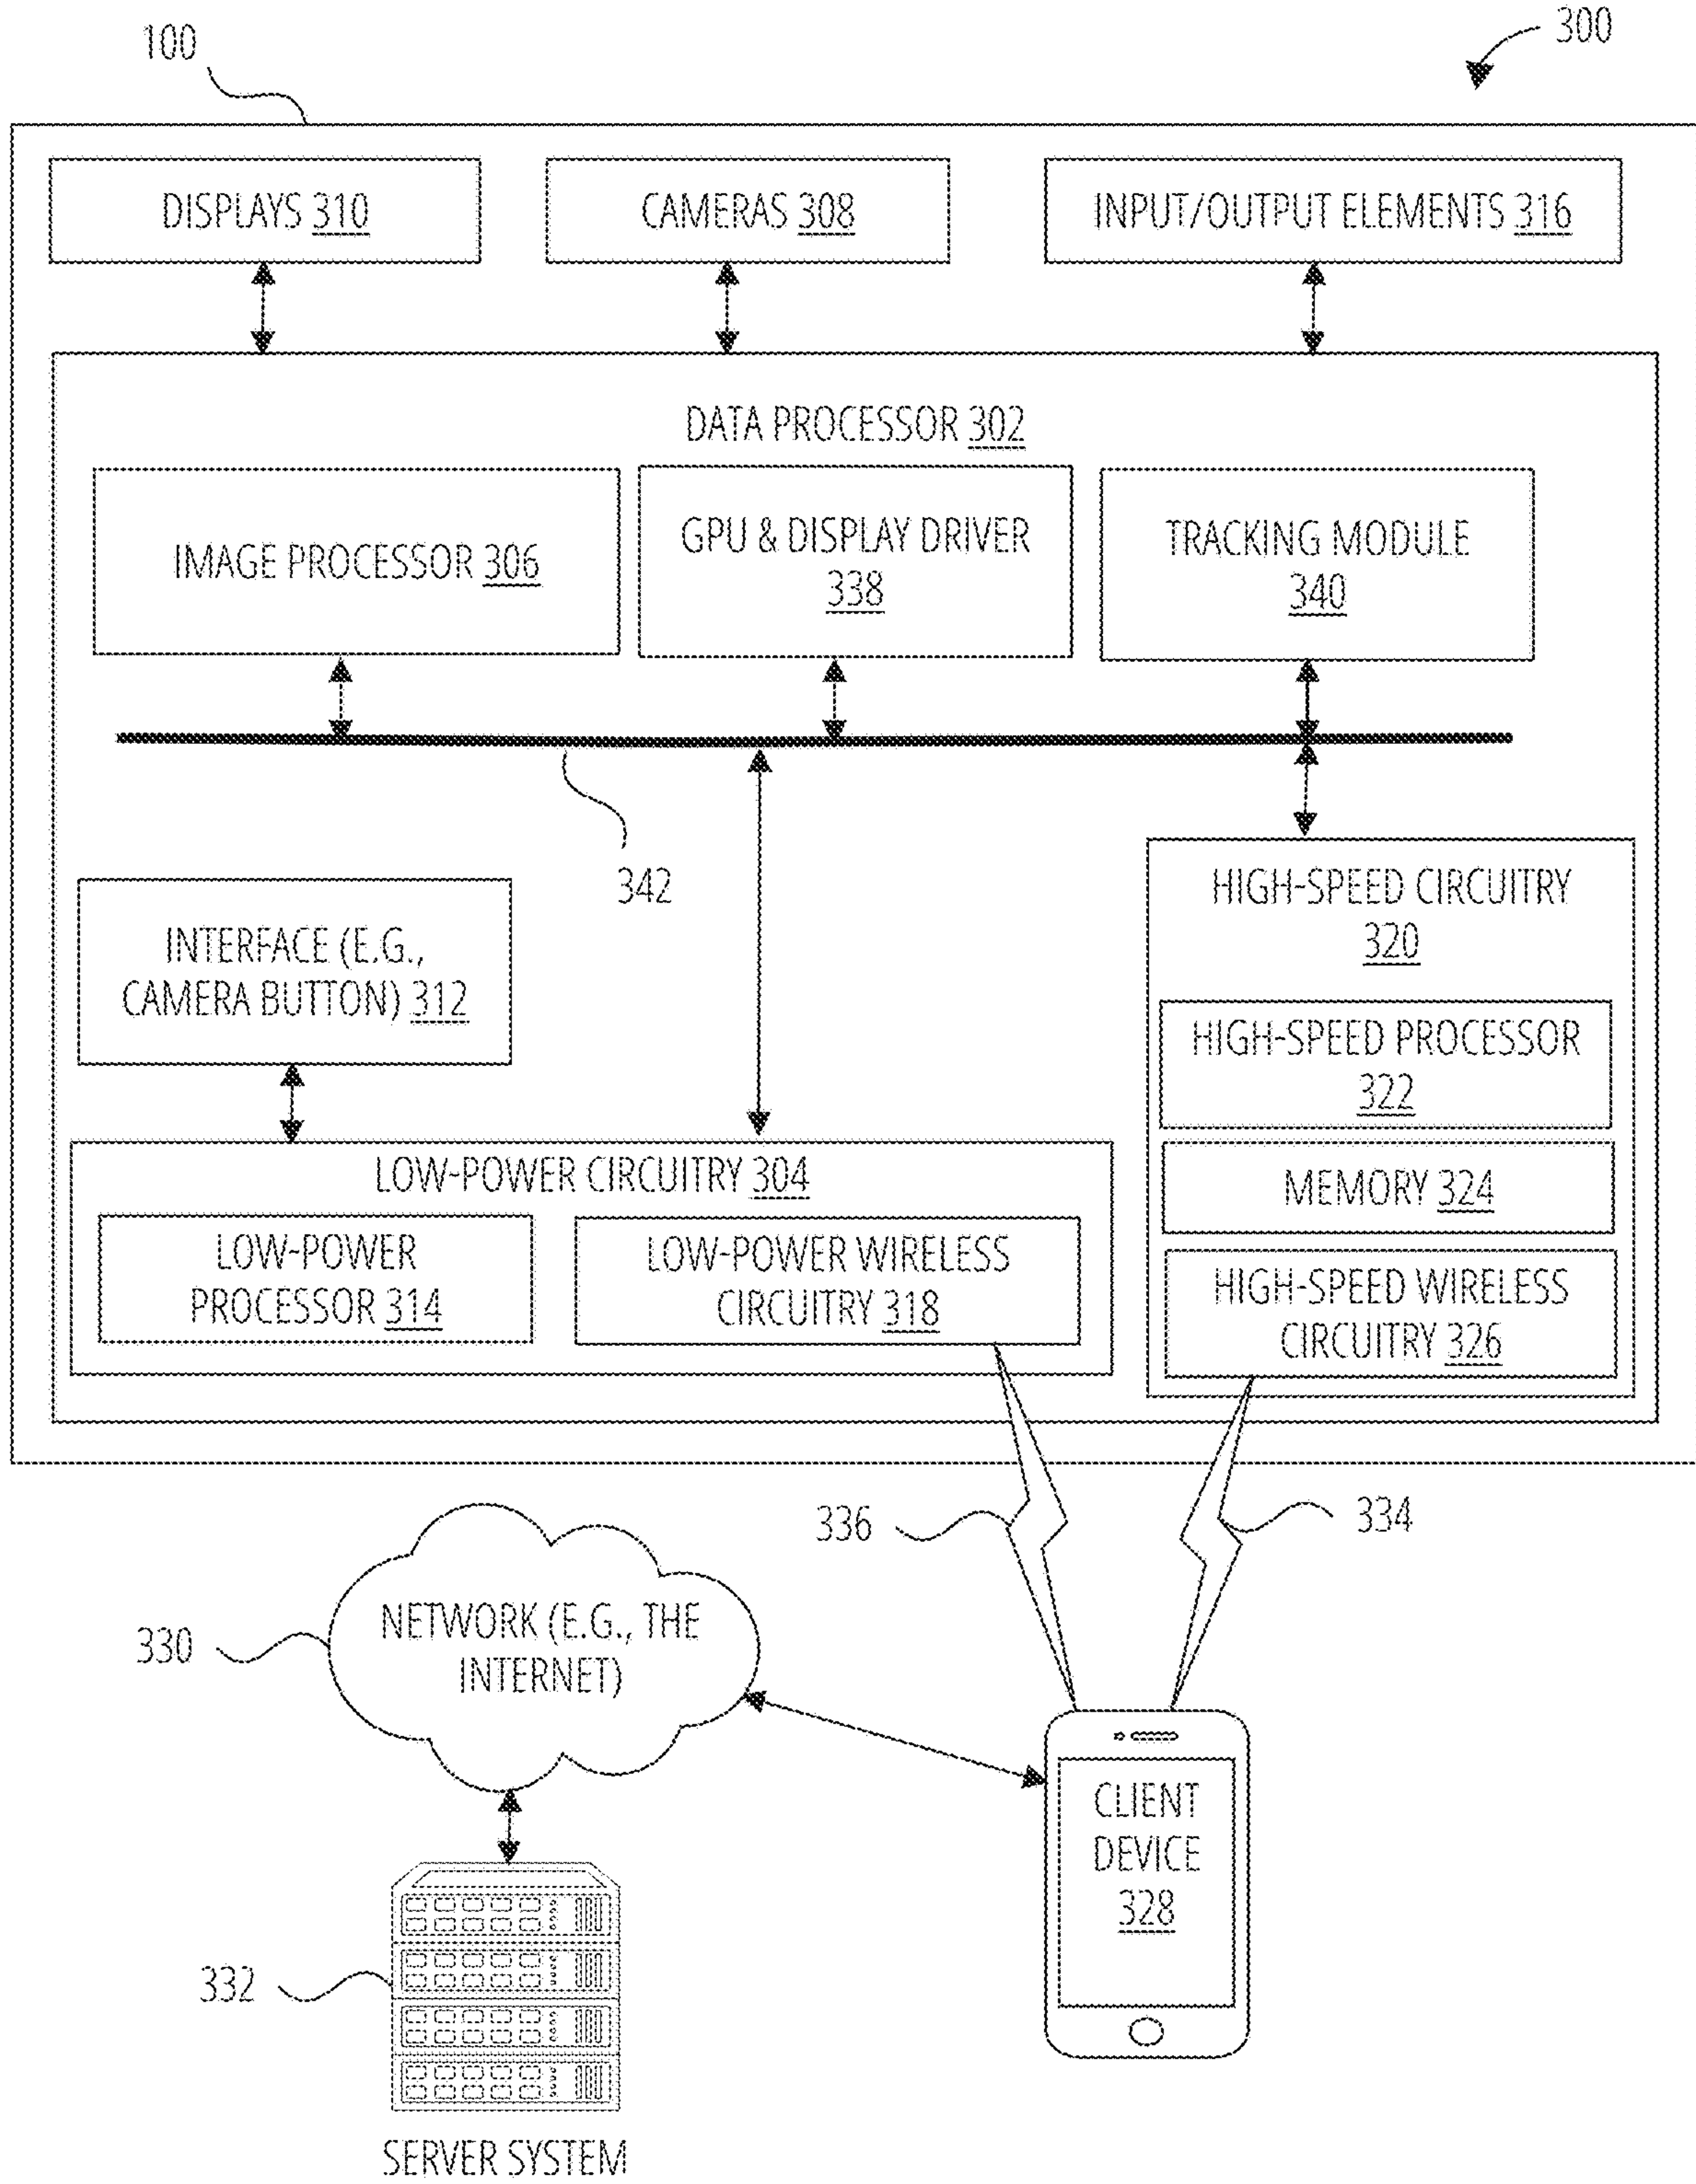 100
300
DISPLAYS 310
CAMERAS 308
INPUT/OUTPUT ELEMENTS 316
DATA PROCESSOR 302
IMAGE PROCESSOR 306
GPU & DISPLAY DRIVER
338
TRACKING MODULE
340
342
INTERFACE (E.G.,
CAMERA BUTTON) 312
HIGH-SPEED CIRCUITRY
320
HIGH-SPEED PROCESSOR
322
MEMORY 324
HIGH-SPEED WIRELESS
CIRCUITRY 326
LOW-POWER CIRCUITRY 304
LOW-POWER
PROCESSOR 314
LOW-POWER WIRELESS
CIRCUITRY 318
336
334
330
NETWORK (E.G., THE
INTERNET)
CLIENT
DEVICE
328
332
SERVER SYSTEM